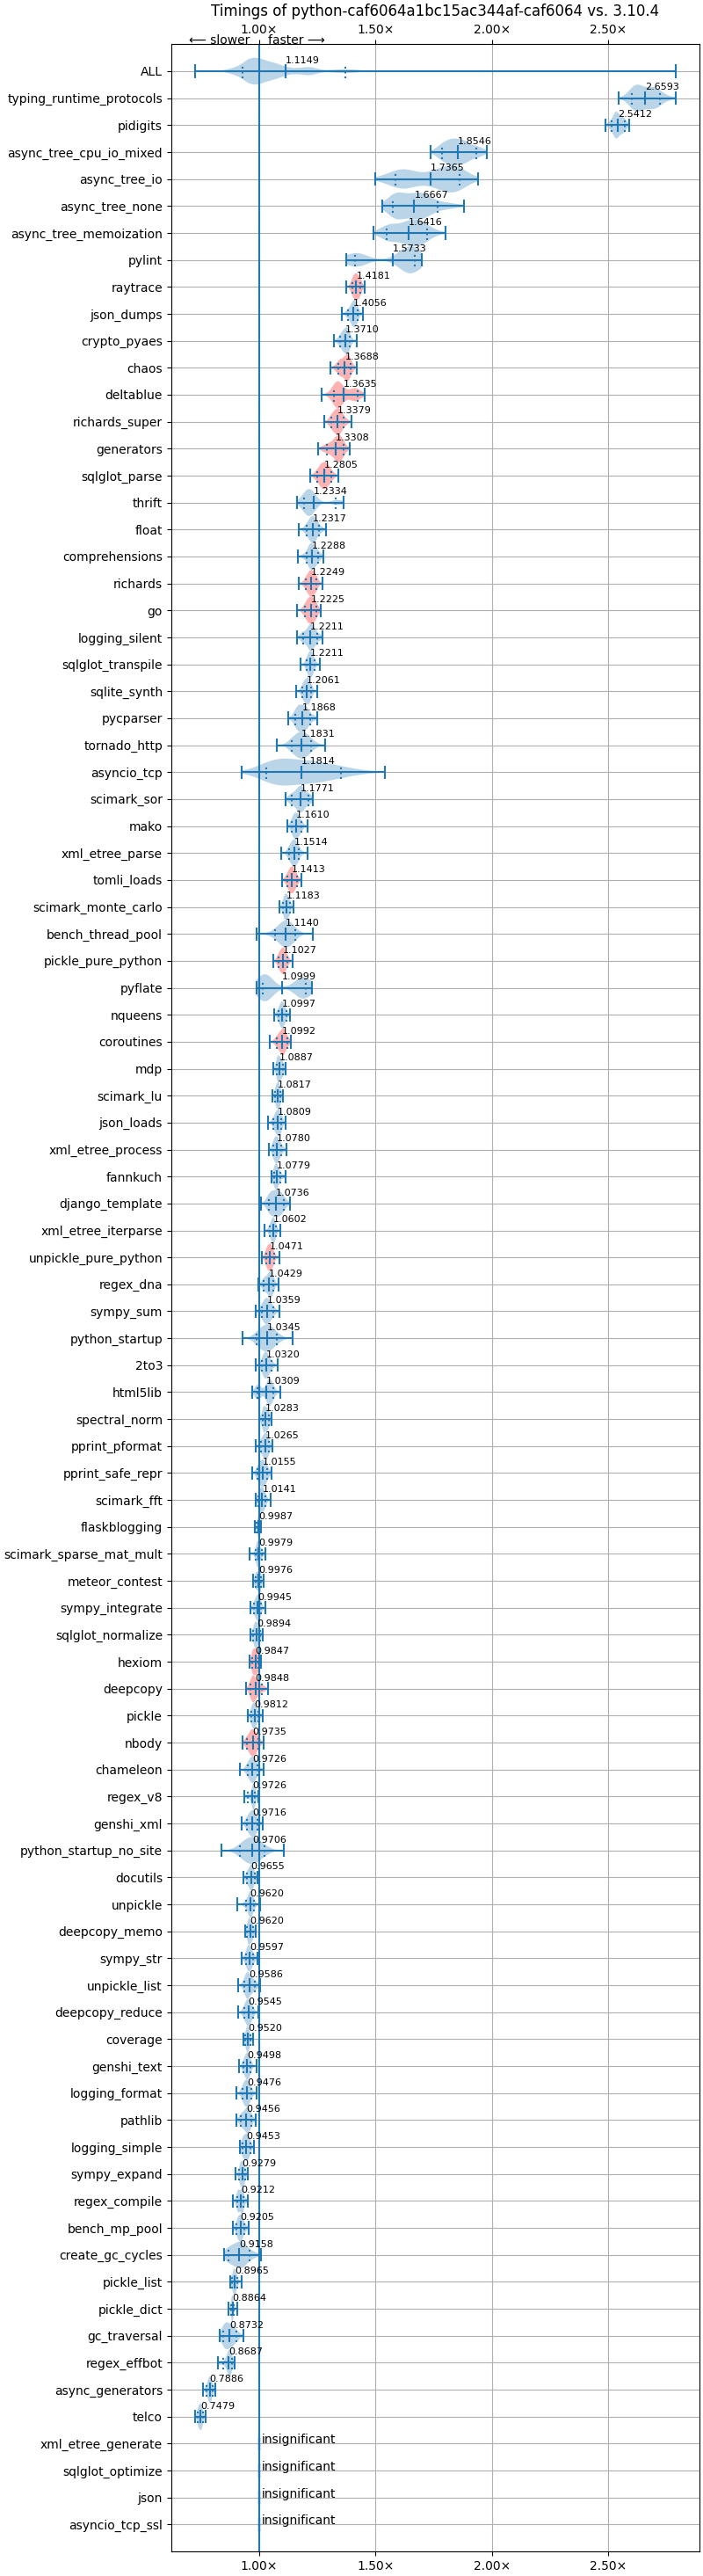 Timings of python-caf6064a1bc15ac344af-caf6064 vs. 3.10.4
1.00× 1.50× 2.00× 2.50×
⟵ slower faster ⟶
ALL 1.1149
typing_runtime_protocols 2.6593
pidigits 2.5412
async_tree_cpu_io_mixed 1.8546
async_tree_io 1.7365
async_tree_none 1.6667
async_tree_memoization 1.6416
pylint 1.5733
raytrace 1.4181
json_dumps 1.4056
crypto_pyaes 1.3710
chaos 1.3688
deltablue 1.3635
richards_super 1.3379
generators 1.3308
sqlglot_parse 1.2805
thrift 1.2334
float 1.2317
comprehensions 1.2288
richards 1.2249
go 1.2225
logging_silent 1.2211
sqlglot_transpile 1.2211
sqlite_synth 1.2061
pycparser 1.1868
tornado_http 1.1831
asyncio_tcp 1.1814
scimark_sor 1.1771
mako 1.1610
xml_etree_parse 1.1514
tomli_loads 1.1413
scimark_monte_carlo 1.1183
bench_thread_pool 1.1140
pickle_pure_python 1.1027
pyflate 1.0999
nqueens 1.0997
coroutines 1.0992
mdp 1.0887
scimark_lu 1.0817
json_loads 1.0809
xml_etree_process 1.0780
fannkuch 1.0779
django_template 1.0736
xml_etree_iterparse 1.0602
unpickle_pure_python 1.0471
regex_dna 1.0429
sympy_sum 1.0359
python_startup 1.0345
2to3 1.0320
html5lib 1.0309
spectral_norm 1.0283
pprint_pformat 1.0265
pprint_safe_repr 1.0155
scimark_fft 1.0141
flaskblogging 0.9987
scimark_sparse_mat_mult 0.9979
meteor_contest 0.9976
sympy_integrate 0.9945
sqlglot_normalize 0.9894
hexiom 0.9847
deepcopy 0.9848
pickle 0.9812
nbody 0.9735
chameleon 0.9726
regex_v8 0.9726
genshi_xml 0.9716
python_startup_no_site 0.9706
docutils 0.9655
unpickle 0.9620
deepcopy_memo 0.9620
sympy_str 0.9597
unpickle_list 0.9586
deepcopy_reduce 0.9545
coverage 0.9520
genshi_text 0.9498
logging_format 0.9476
pathlib 0.9456
logging_simple 0.9453
sympy_expand 0.9279
regex_compile 0.9212
bench_mp_pool 0.9205
create_gc_cycles 0.9158
pickle_list 0.8965
pickle_dict 0.8864
gc_traversal 0.8732
regex_effbot 0.8687
async_generators 0.7886
telco 0.7479
xml_etree_generate insignificant
sqlglot_optimize insignificant
json insignificant
asyncio_tcp_ssl insignificant
1.00× 1.50× 2.00× 2.50×